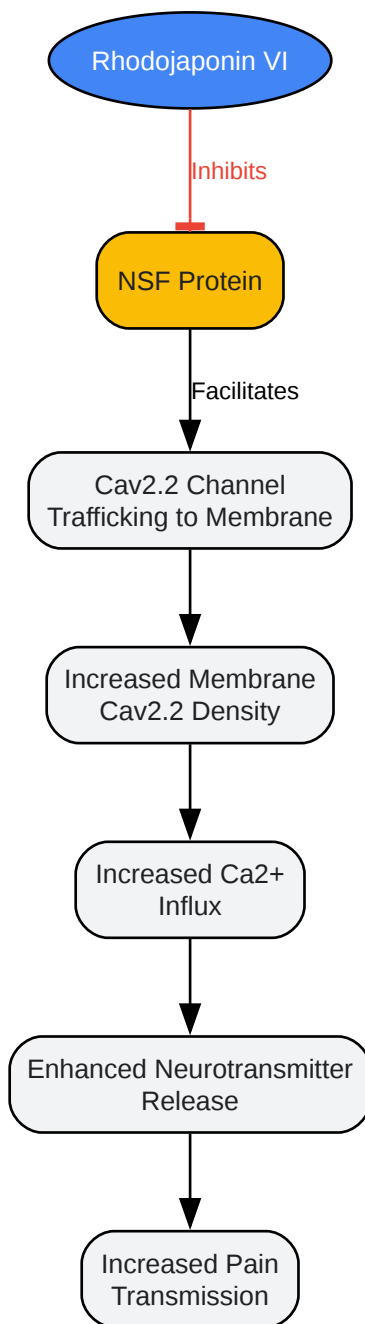 Rhodojaponin VI
Inhibits
NSF Protein
Facilitates
Cav2.2 Channel
Trafficking to Membrane
Increased Membrane
Cav2.2 Density
Increased Ca2+
Influx
Enhanced Neurotransmitter
Release
Increased Pain
Transmission